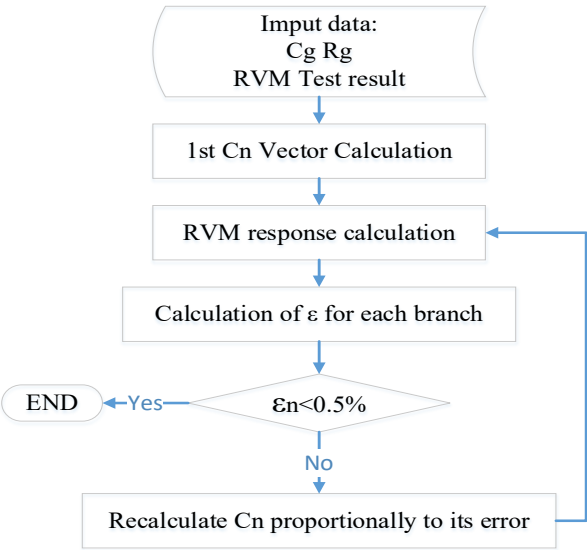 Imput data:
Cg Rg
RVM Test result
1st Cn Vector Calculation
RVM response calculation
Calculation of ε for each branch
END
Yes
εn<0.5%
No
Recalculate Cn proportionally to its error